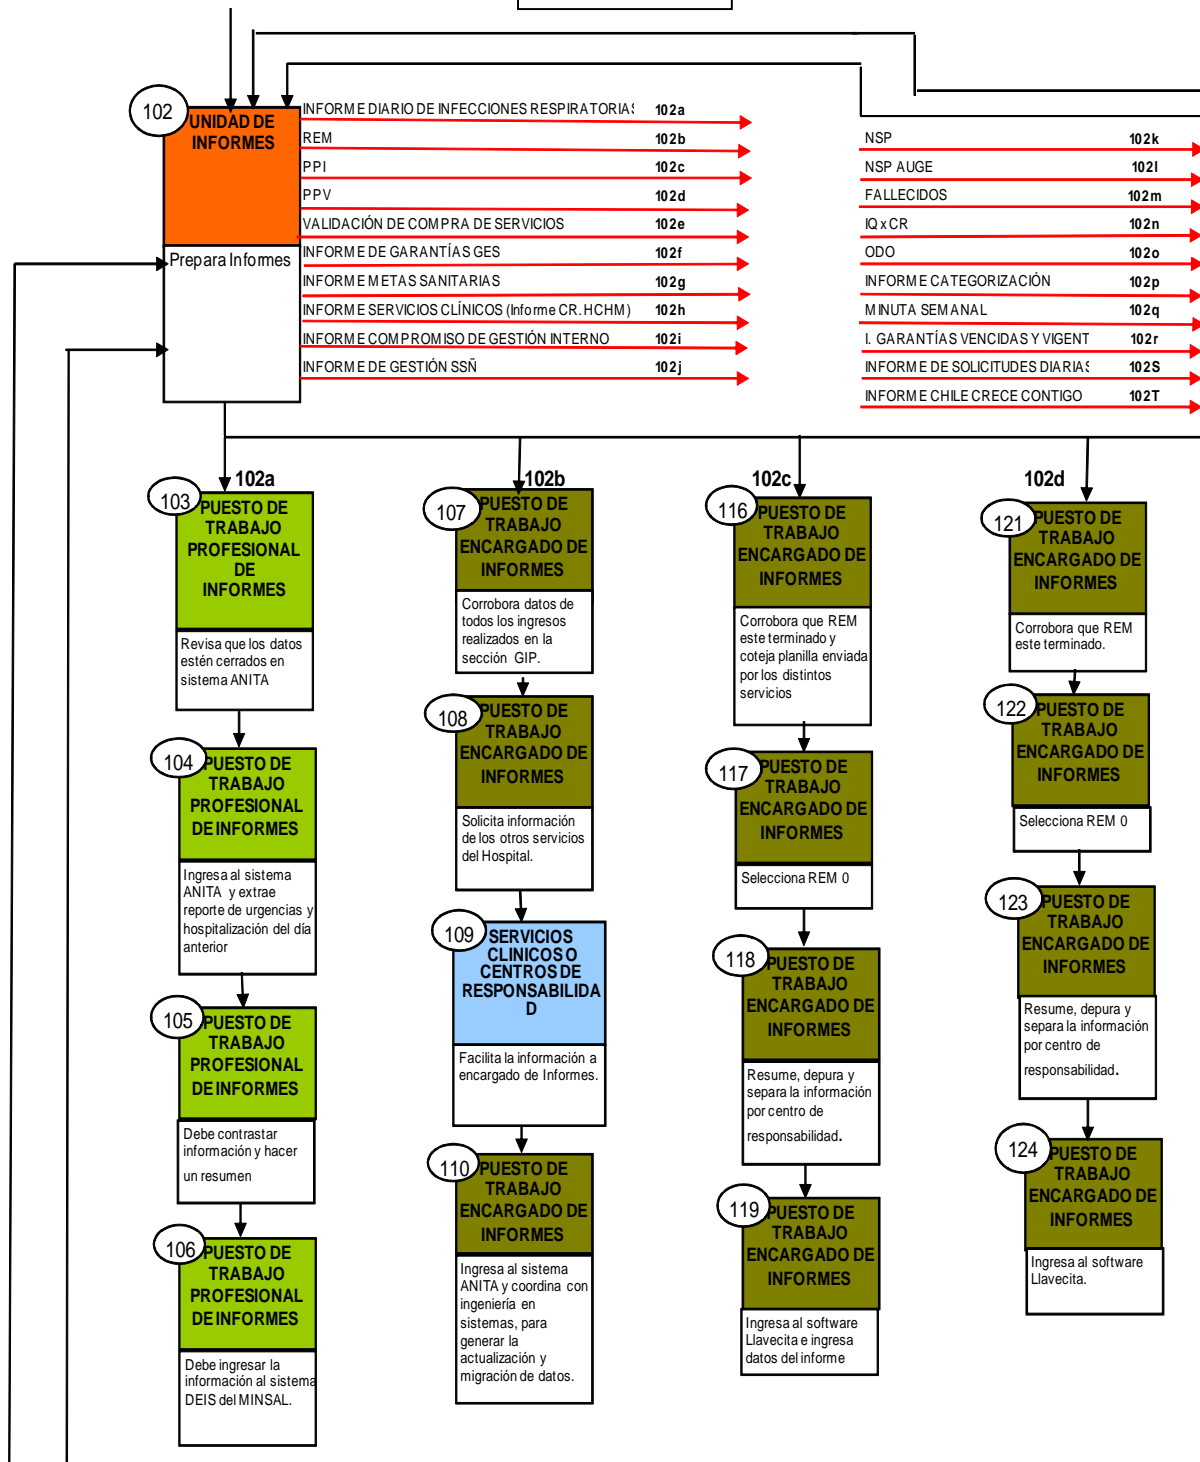 102
UNIDAD DE
INFORMES
Prepara Informes
INFORME DIARIO DE INFECCIONES RESPIRATORIAS 102a
REM 102b
PPI 102c
PPV 102d
VALIDACIÓN DE COMPRA DE SERVICIOS 102e
INFORME DE GARANTÍAS GES 102f
INFORME METAS SANITARIAS 102g
INFORME SERVICIOS CLÍNICOS (Informe CR. HCHM) 102h
INFORME COMPROMISO DE GESTIÓN INTERNO 102i
INFORME DE GESTIÓN SSÑ 102j
NSP 102k
NSP AUGE 102l
FALLECIDOS 102m
IQ x CR 102n
ODO 102o
INFORME CATEGORIZACIÓN 102p
MINUTA SEMANAL 102q
I. GARANTÍAS VENCIDAS Y VIGENT 102r
INFORME DE SOLICITUDES DIARIAS 102S
INFORME CHILE CRECE CONTIGO 102T
102a
103
PUESTO DE
TRABAJO
PROFESIONAL
DE
INFORMES
Revisa que los datos
estén cerrados en
sistema ANITA
104
PUESTO DE
TRABAJO
PROFESIONAL
DE INFORMES
Ingresa al sistema
ANITA y extrae
reporte de urgencias y
hospitalización del día
anterior
105
PUESTO DE
TRABAJO
PROFESIONAL
DE INFORMES
Debe contrastar
información y hacer
un resumen
106
PUESTO DE
TRABAJO
PROFESIONAL
DE INFORMES
Debe ingresar la
información al sistema
DEIS del MINSAL.
102b
107
PUESTO DE
TRABAJO
ENCARGADO DE
INFORMES
Corrobora datos de
todos los ingresos
realizados en la
sección GIP.
108
PUESTO DE
TRABAJO
ENCARGADO DE
INFORMES
Solicita información
de los otros servicios
del Hospital.
109
SERVICIOS
CLINICOS O
CENTROS DE
RESPONSABILIDA
D
Facilita la información a
encargado de Informes.
110
PUESTO DE
TRABAJO
ENCARGADO DE
INFORMES
Ingresa al sistema
ANITA y coordina con
ingeniería en
sistemas, para
generar la
actualización y
migración de datos.
102c
116
PUESTO DE
TRABAJO
ENCARGADO DE
INFORMES
Corrobora que REM
este terminado y
coteja planilla enviada
por los distintos
servicios
117
PUESTO DE
TRABAJO
ENCARGADO DE
INFORMES
Selecciona REM 0
118
PUESTO DE
TRABAJO
ENCARGADO DE
INFORMES
Resume, depura y
separa la información
por centro de
responsabilidad.
119
PUESTO DE
TRABAJO
ENCARGADO DE
INFORMES
Ingresa al software
Llavecita e ingresa
datos del informe
102d
121
PUESTO DE
TRABAJO
ENCARGADO DE
INFORMES
Corrobora que REM
este terminado.
122
PUESTO DE
TRABAJO
ENCARGADO DE
INFORMES
Selecciona REM 0
123
PUESTO DE
TRABAJO
ENCARGADO DE
INFORMES
Resume, depura y
separa la información
por centro de
responsabilidad.
124
PUESTO DE
TRABAJO
ENCARGADO DE
INFORMES
Ingresa al software
Llavecita.